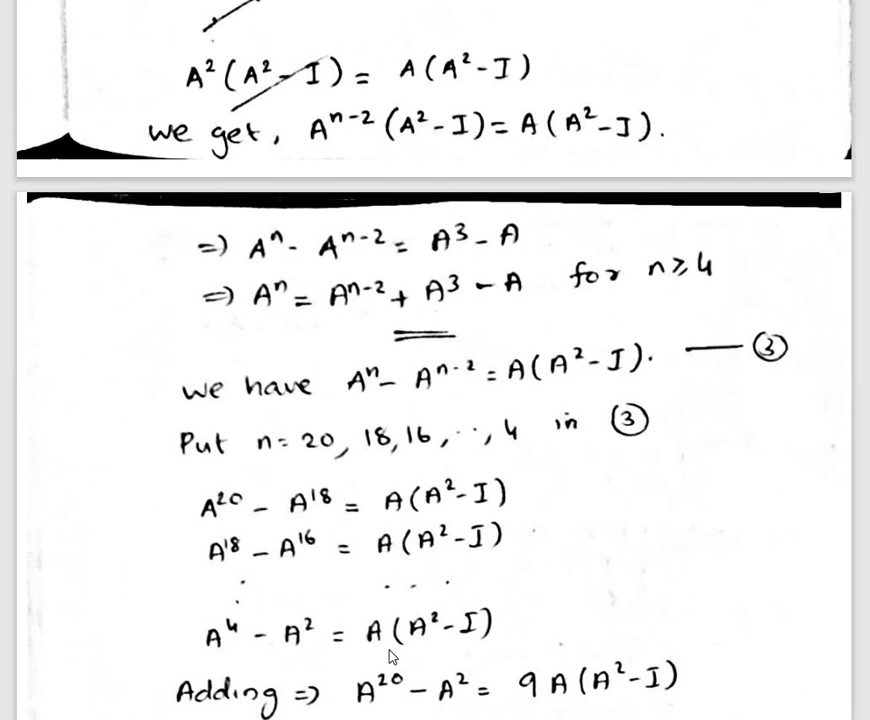 A²(A²-I) = A(A²-I)
we get, Aⁿ⁻²(A²-I) = A(A²-I).
=) Aⁿ - Aⁿ⁻² = A³ - A
=) Aⁿ = Aⁿ⁻² + A³ - A for n ≥ 4
we have Aⁿ - Aⁿ⁻² = A(A²-I). — ③
Put n = 20, 18, 16, .., 4 in ③
A²⁰ - A¹⁸ = A(A²-I)
A¹⁸ - A¹⁶ = A(A²-I)
: . . .
A⁴ - A² = A(A²-I)
Adding =) A²⁰ - A² = 9 A(A²-I)